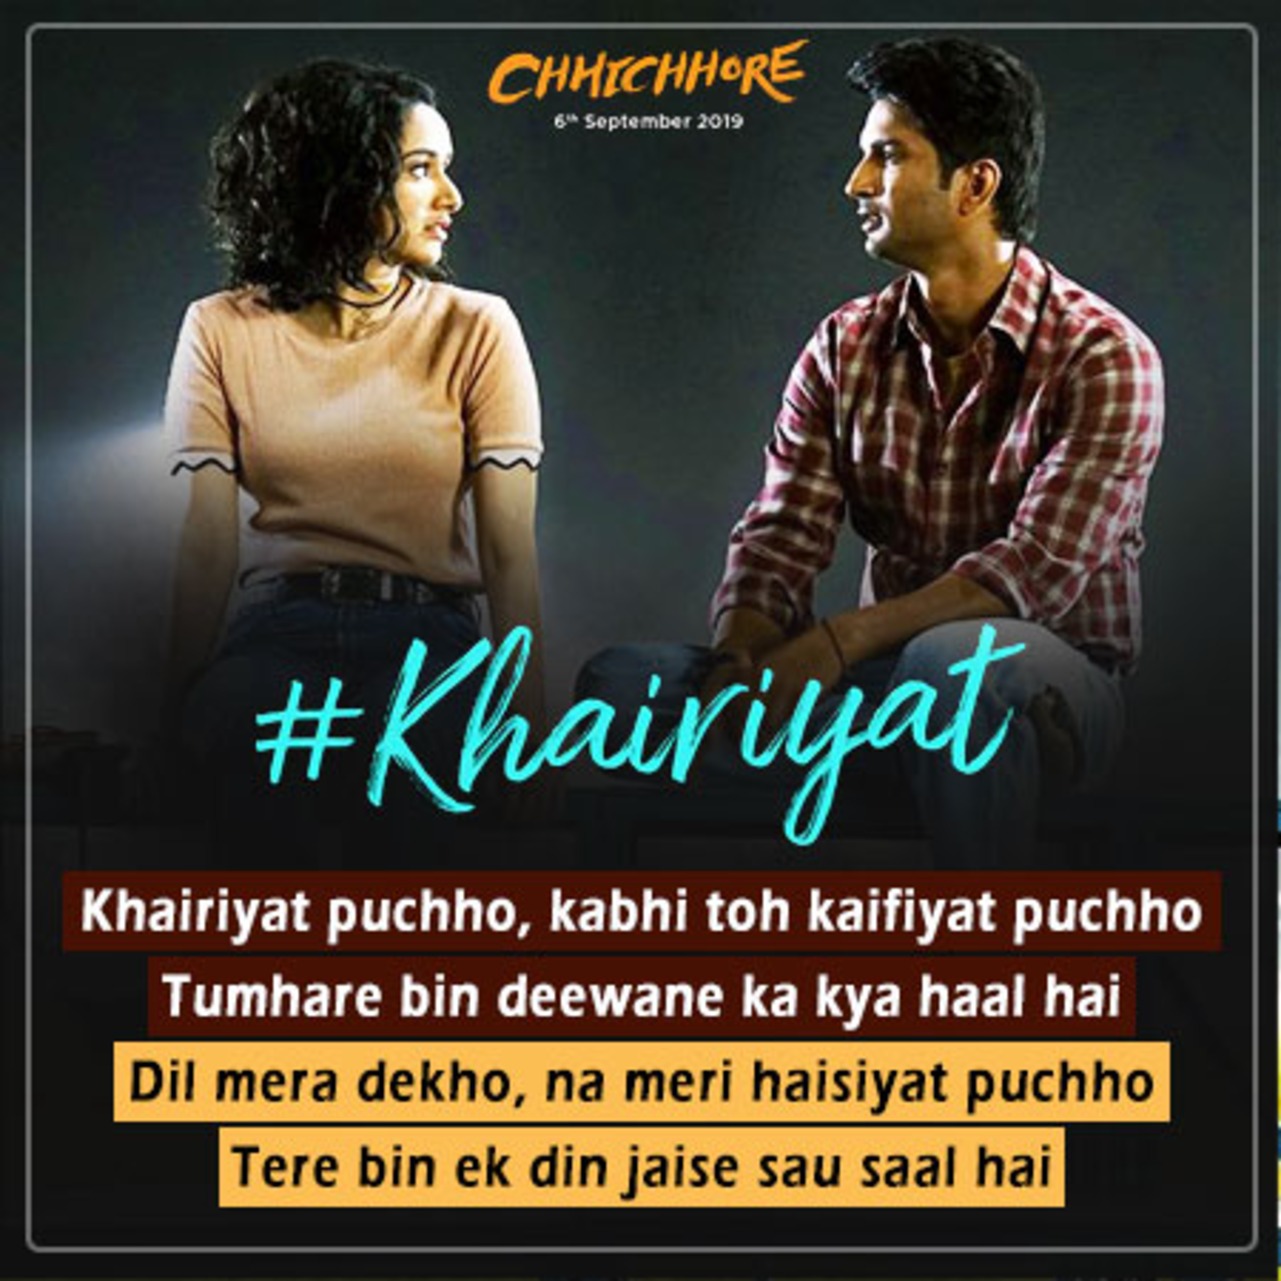 CHHICHHORE
6th September 2019
#Khairiyat
Khairiyat puchho, kabhi toh kaifiyat puchho
Tumhare bin deewane ka kya haal hai
Dil mera dekho, na meri haisiyat puchho
Tere bin ek din jaise sau saal hai